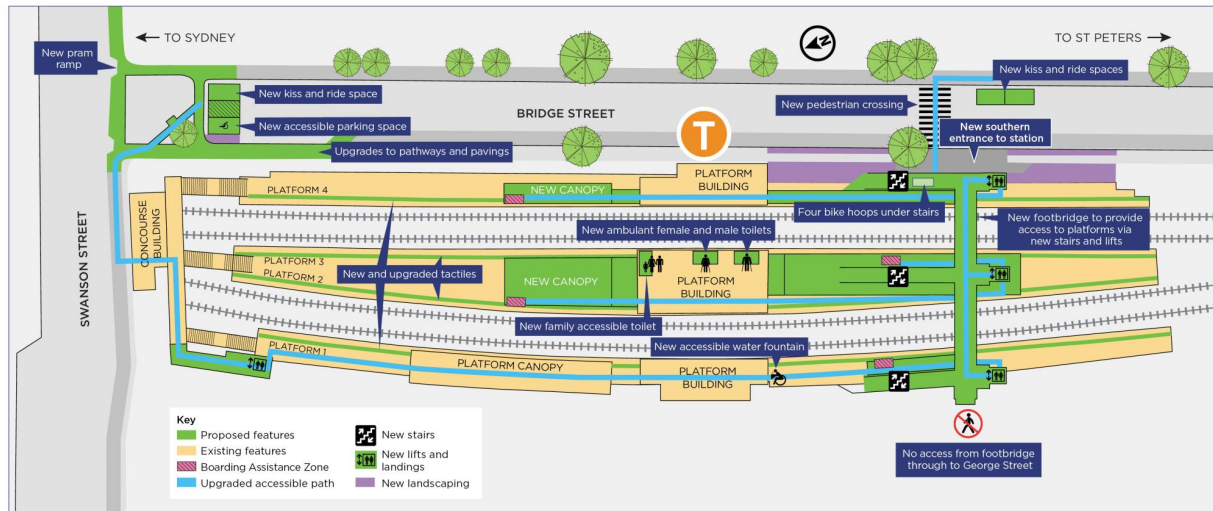 TO SYDNEY
TO ST PETERS
New pram
ramp
New kiss and ride space
New accessible parking space
Upgrades to pathways and pavings
BRIDGE STREET
T
N
New pedestrian crossing
New kiss and ride spaces
New southern
entrance to station
PLATFORM 4
NEW CANOPY
PLATFORM
BUILDING
Four bike hoops under stairs
New footbridge to provide
access to platforms via
new stairs and lifts
SWANSON STREET
CONCOURSE
BUILDING
PLATFORM 3
PLATFORM 2
New and upgraded tactiles
New ambulant female and male toilets
NEW CANOPY
PLATFORM
BUILDING
New family accessible toilet
New accessible water fountain
PLATFORM 1
PLATFORM CANOPY
PLATFORM
BUILDING
No access from footbridge
through to George Street
Key
Proposed features
Existing features
Boarding Assistance Zone
Upgraded accessible path
New stairs
New lifts and
landings
New landscaping